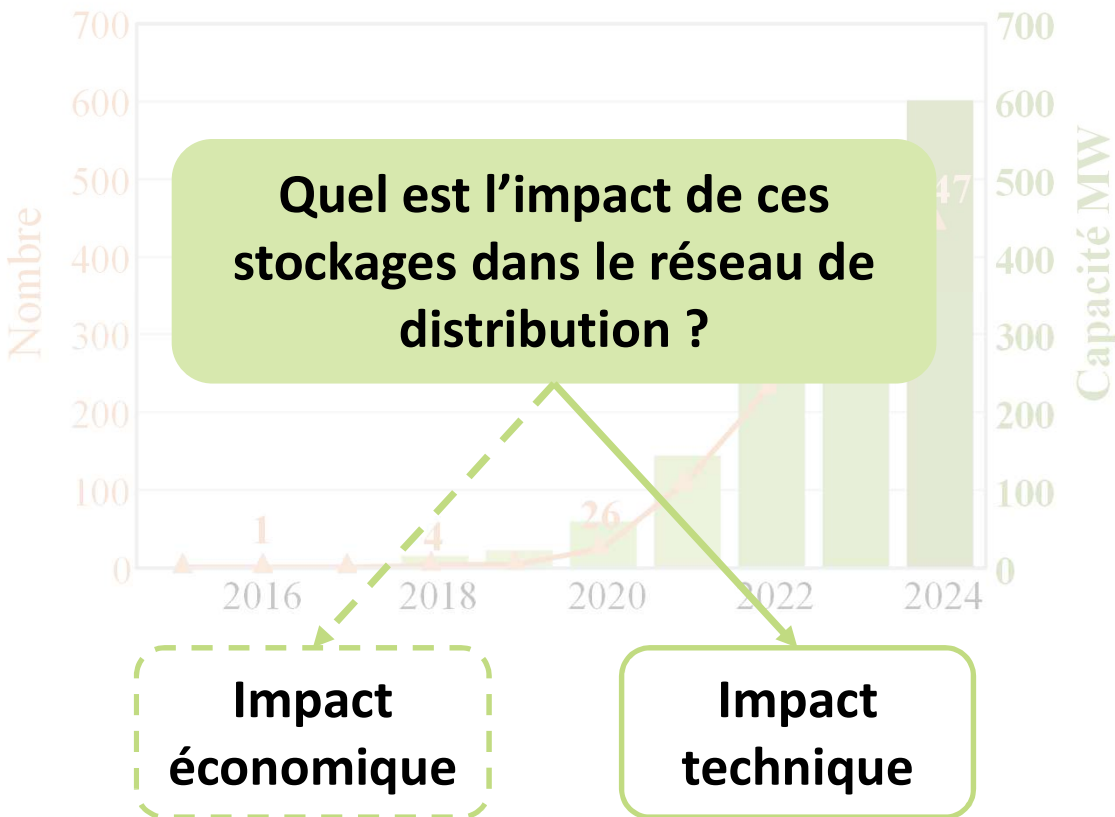 700
600
500
400
300
200
100
0
Nombre
700
600
500
400
300
200
100
0
Capacité MW
Quel est l’impact de ces
stockages dans le réseau de
distribution ?
47
1
4
26
2016
2018
2020
2022
2024
Impact
économique
Impact
technique